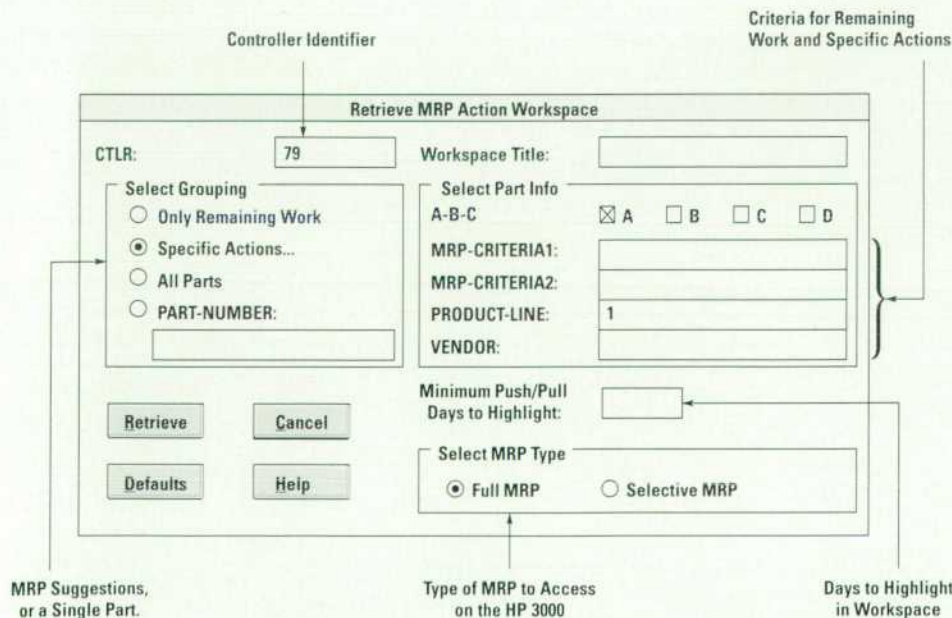 Criteria for Remaining
Work and Specific Actions
Controller Identifier
Retrieve MRP Action Workspace
CTLR:
79
Workspace Title:
Select Grouping
Only Remaining Work
Specific Actions...
All Parts
PART-NUMBER:
Select Part Info
A-B-C
A
B
C
D
MRP-CRITERIA1:
MRP-CRITERIA2:
PRODUCT-LINE:
1
VENDOR:
Minimum Push/Pull
Days to Highlight:
Retrieve
Cancel
Defaults
Help
Select MRP Type
Full MRP
Selective MRP
MRP Suggestions,
or a Single Part.
Type of MRP to Access
on the HP 3000
Days to Highlight
in Workspace